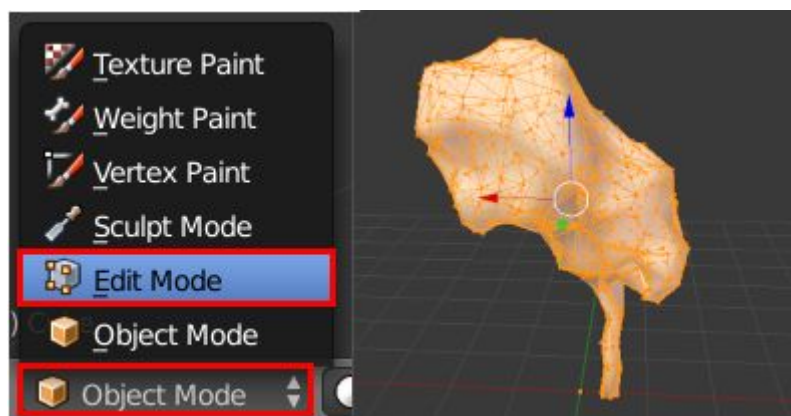 Texture Paint
Weight Paint
Vertex Paint
Sculpt Mode
Edit Mode
Object Mode
Object Mode